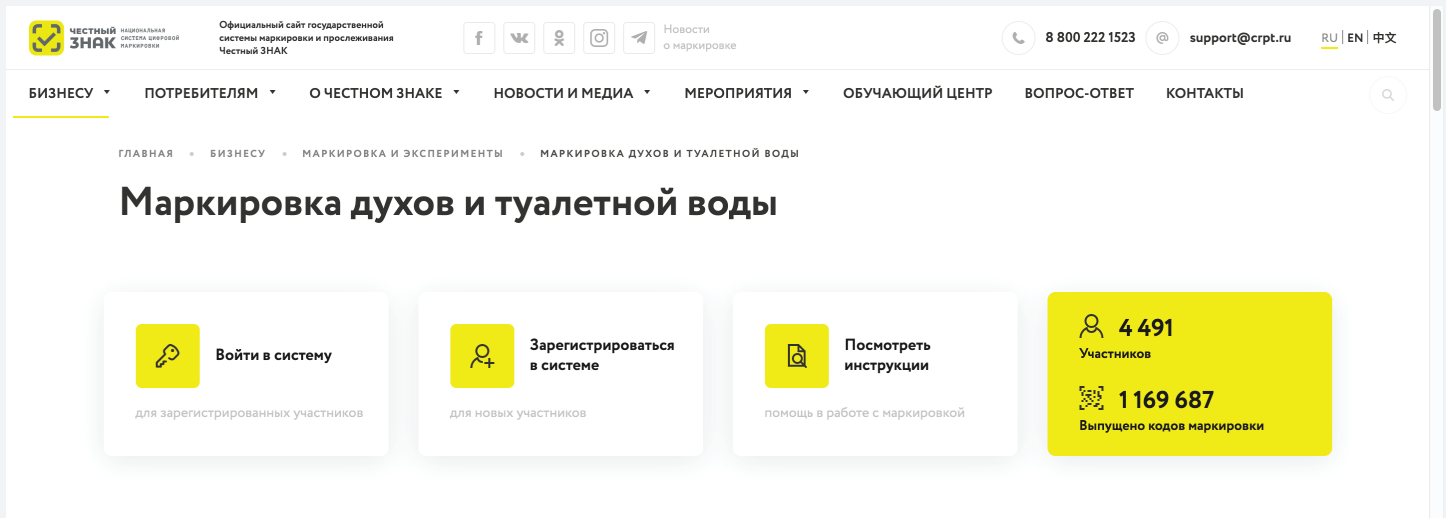 ЧЕСТНЫЙ
ЗНАК
НАЦИОНАЛЬНАЯ
СИСТЕМА ЦИФРОВОЙ
МАРКИРОВКИ
Официальный сайт государственной
системы маркировки и прослеживания
Честный ЗНАК
Новости
о маркировке
8 800 222 1523
support@crpt.ru
RU | EN | 中文
БИЗНЕСУ ПОТРЕБИТЕЛЯМ О ЧЕСТНОМ ЗНАКЕ НОВОСТИ И МЕДИА МЕРОПРИЯТИЯ ОБУЧАЮЩИЙ ЦЕНТР ВОПРОС-ОТВЕТ КОНТАКТЫ
ГЛАВНАЯ • БИЗНЕСУ • МАРКИРОВКА И ЭКСПЕРИМЕНТЫ • МАРКИРОВКА ДУХОВ И ТУАЛЕТНОЙ ВОДЫ
Маркировка духов и туалетной воды
Войти в систему
для зарегистрированных участников
Зарегистрироваться
в системе
для новых участников
Посмотреть
инструкции
помощь в работе с маркировкой
4 491
Участников
1 169 687
Выпущено кодов маркировки